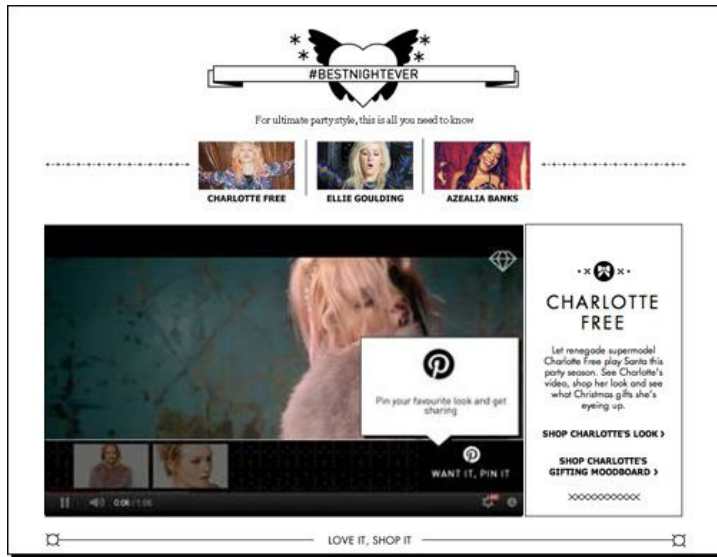 #BESTNIGHTEVER
For ultimate party style, this is all you need to know
CHARLOTTE FREE
ELLIE GOULDING
AZEALIA BANKS
Pin your favourite look and get
sharing
WANT IT, PIN IT
0:06 / 1:06
CHARLOTTE
FREE
Let renegade supermodel
Charlotte Free play Santa this
party season. See Charlotte's
video, shop her look and see
what Christmas gifts she's
eyeing up.
SHOP CHARLOTTE'S LOOK >
SHOP CHARLOTTE'S
GIFTING MOODBOARD >
LOVE IT, SHOP IT